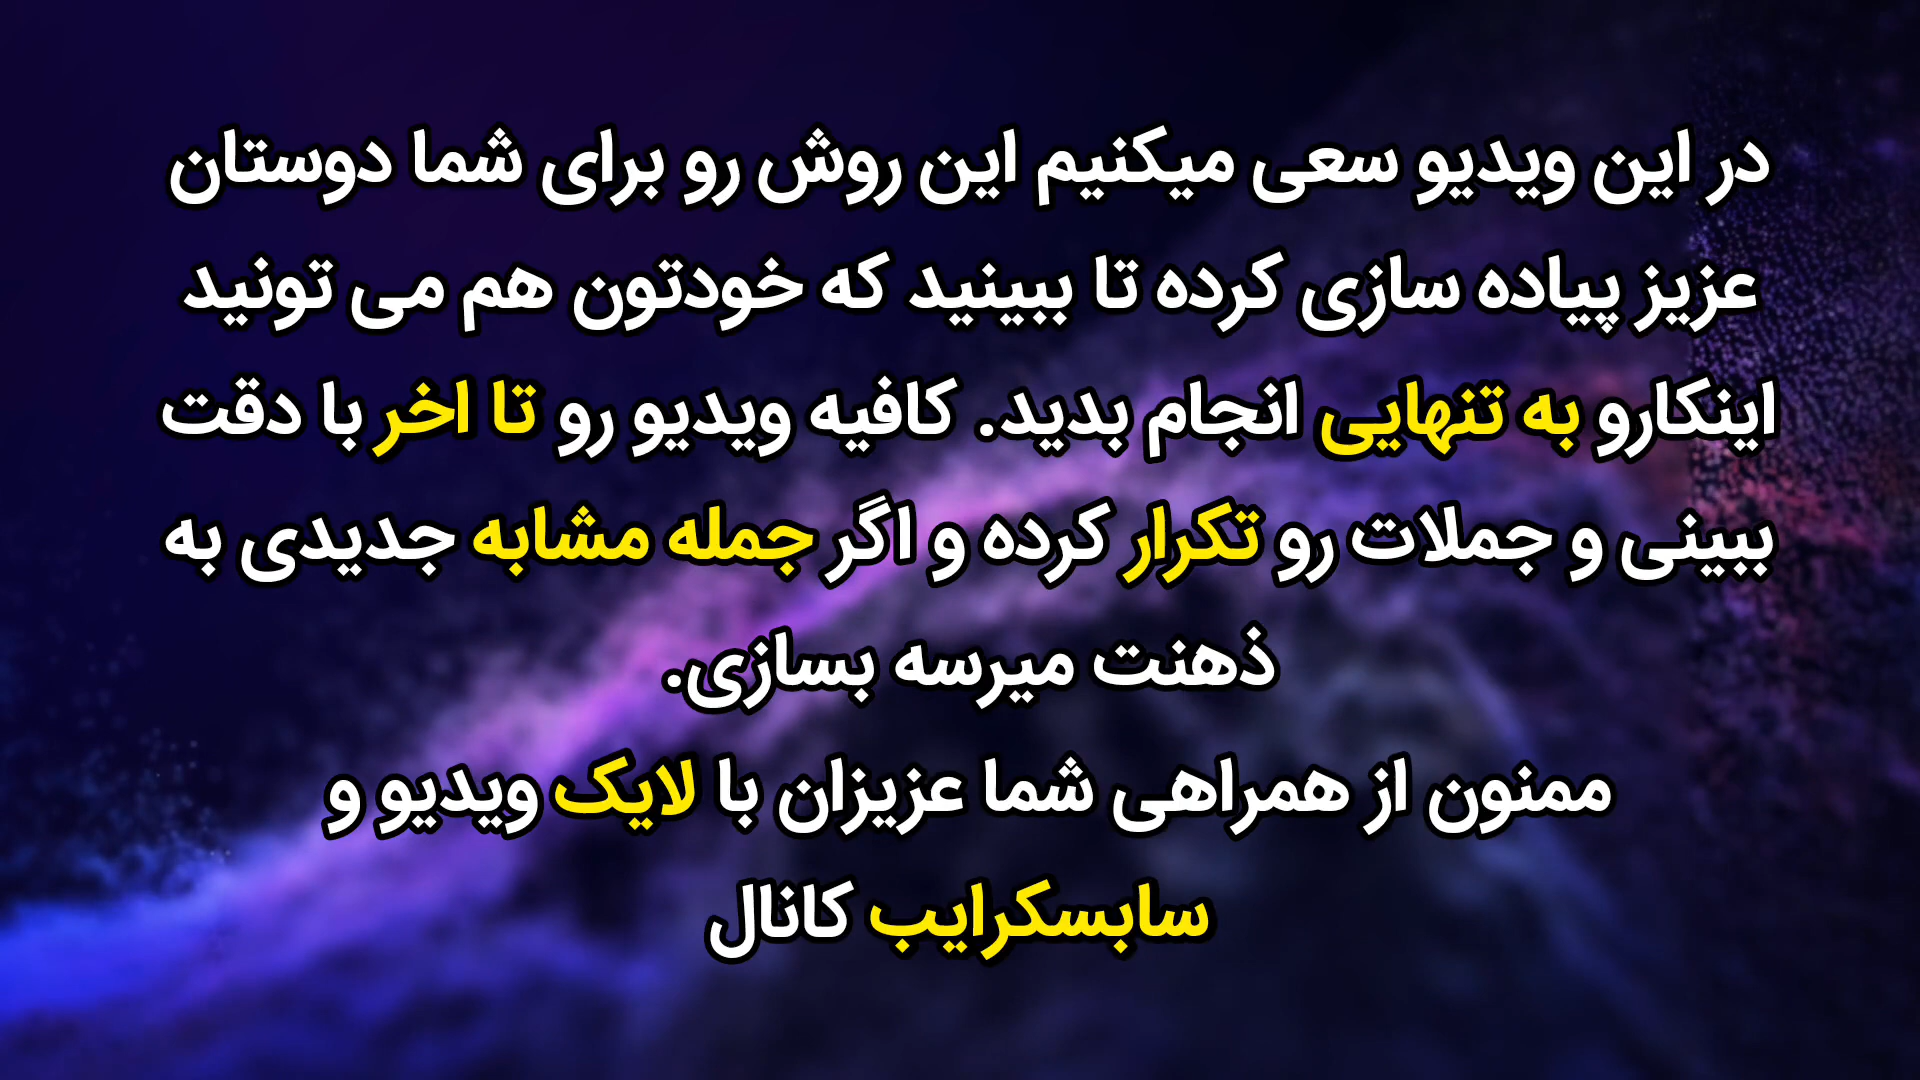 در این ویدیو سعی میکنیم این روش رو برای شما دوستان
عزیز پیاده سازی کرده تا ببینید که خودتون هم می تونید
اینکارو به تنهایی انجام بدید. کافیه ویدیو رو تا اخر با دقت
ببینی و جملات رو تکرار کرده و اگر جمله مشابه جدیدی به
ذهنت میرسه بسازی.
ممنون از همراهی شما عزیزان با لایک ویدیو و
سابسکرایب کانال